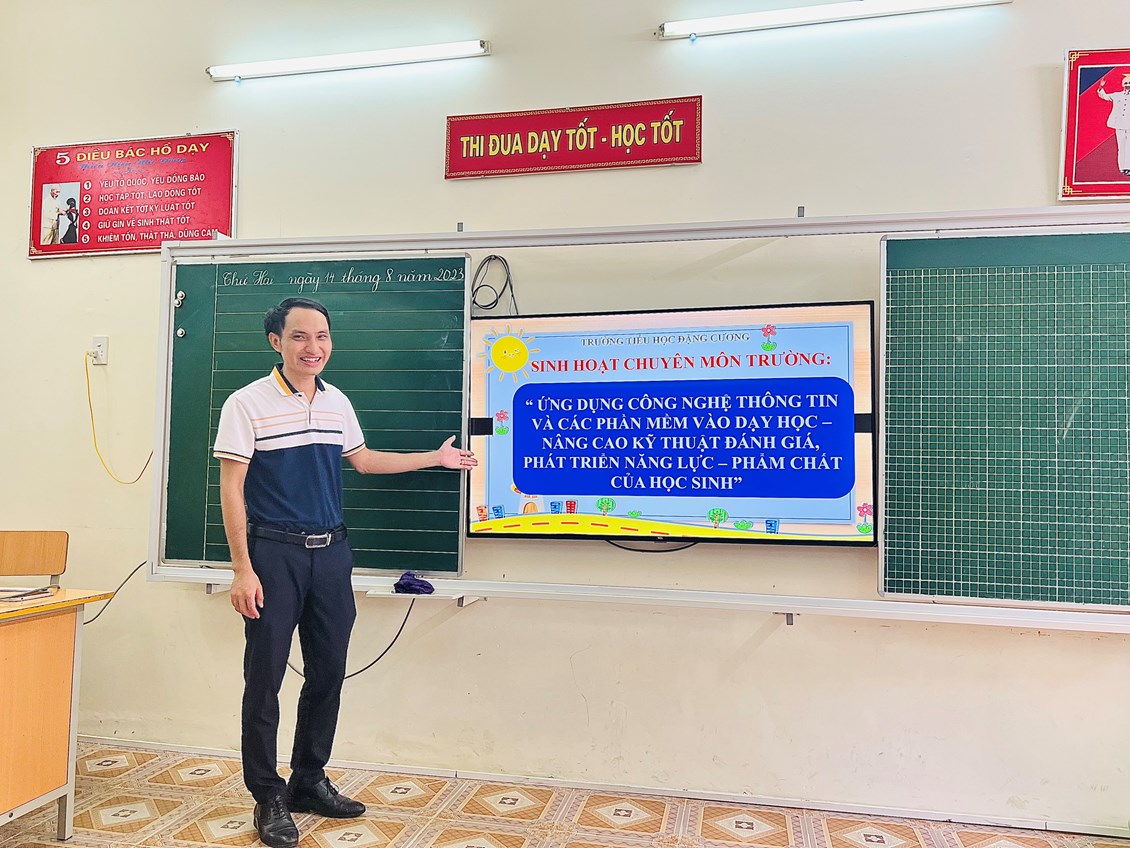 THI ĐUA DẠY TỐT - HỌC TỐT
5 ĐIỀU BÁC HỒ DẠY
1 YÊU TỔ QUỐC, YÊU ĐỒNG BÀO
2 HỌC TẬP TỐT, LAO ĐỘNG TỐT
3 ĐOÀN KẾT TỐT KỶ LUẬT TỐT
4 GIỮ GÌN VỆ SINH THẬT TỐT
5 KHIÊM TỐN, THẬT THÀ, DŨNG CẢM
Thứ Hai ngày 14 tháng 8 năm 2023
TRƯỜNG TIỂU HỌC ĐẶNG CƯƠNG
SINH HOẠT CHUYÊN MÔN TRƯỜNG:
“ ỨNG DỤNG CÔNG NGHỆ THÔNG TIN
VÀ CÁC PHẦN MỀM VÀO DẠY HỌC –
NÂNG CAO KỸ THUẬT ĐÁNH GIÁ,
PHÁT TRIỂN NĂNG LỰC – PHẨM CHẤT
CỦA HỌC SINH”